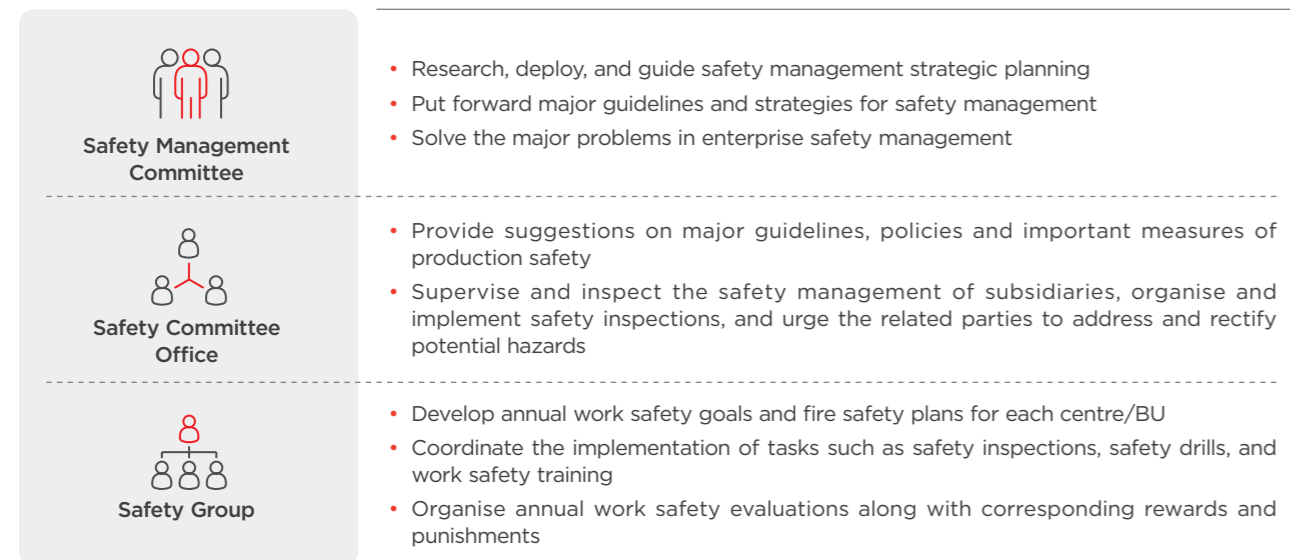 Safety Management
Committee
• Research, deploy, and guide safety management strategic planning
• Put forward major guidelines and strategies for safety management
• Solve the major problems in enterprise safety management
Safety Committee
Office
• Provide suggestions on major guidelines, policies and important measures of
production safety
• Supervise and inspect the safety management of subsidiaries, organise and
implement safety inspections, and urge the related parties to address and rectify
potential hazards
Safety Group
• Develop annual work safety goals and fire safety plans for each centre/BU
• Coordinate the implementation of tasks such as safety inspections, safety drills, and
work safety training
• Organise annual work safety evaluations along with corresponding rewards and
punishments